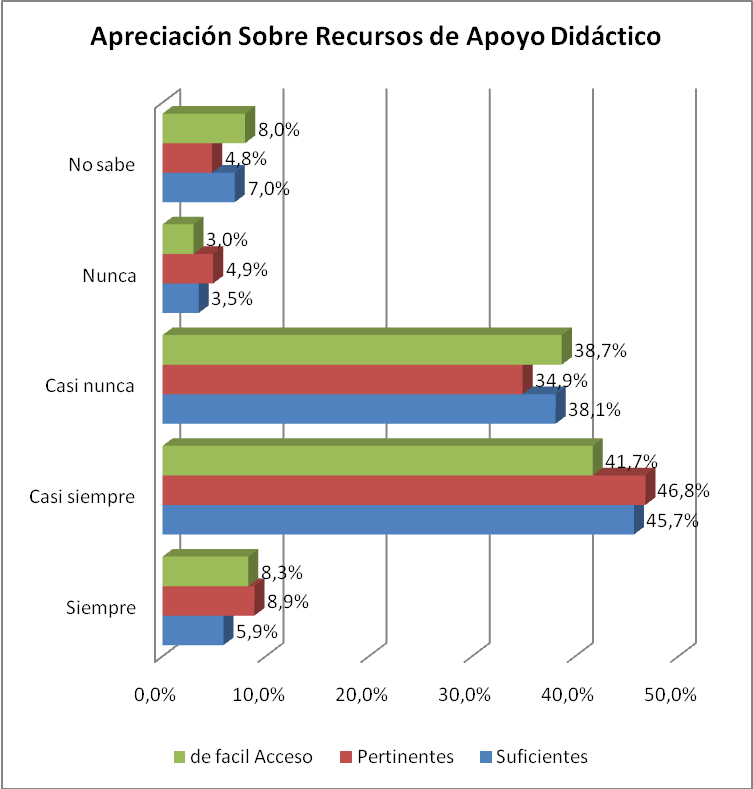 Apreciación Sobre Recursos de Apoyo Didáctico
No sabe
8,0%
4,8%
7,0%
Nunca
3,0%
4,9%
3,5%
Casi nunca
38,7%
34,9%
38,1%
Casi siempre
41,7%
46,8%
45,7%
Siempre
8,3%
8,9%
5,9%
0,0% 10,0% 20,0% 30,0% 40,0% 50,0%
de facil Acceso Pertinentes Suficientes